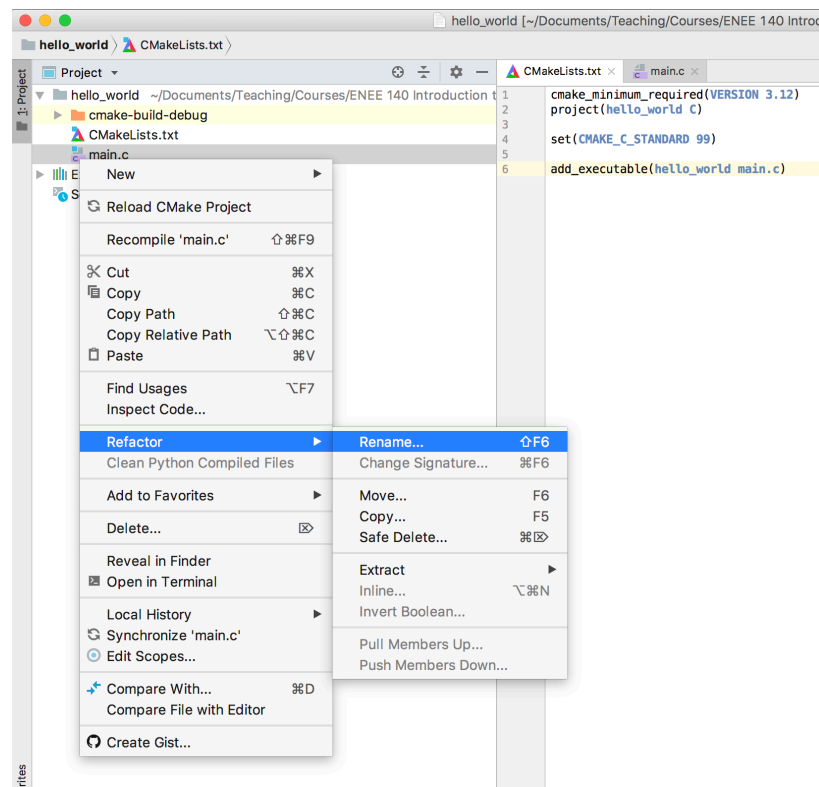 hello_world [~/Documents/Teaching/Courses/ENEE 140 Introduc
hello_world CMakeLists.txt
1: Project
Project
CMakeLists.txt
main.c
hello_world ~/Documents/Teaching/Courses/ENEE 140 Introduction t
cmake-build-debug
CMakeLists.txt
main.c
E
S
1 cmake_minimum_required(VERSION 3.12)
2 project(hello_world C)
3
4 set(CMAKE_C_STANDARD 99)
5
6 add_executable(hello_world main.c)
New
Reload CMake Project
Recompile 'main.c' ⇧⌘F9
Cut ⌘X
Copy ⌘C
Copy Path ⇧⌘C
Copy Relative Path ⌥⇧⌘C
Paste ⌘V
Find Usages ⌥F7
Inspect Code...
Refactor
Clean Python Compiled Files
Add to Favorites
Delete... ⌦
Reveal in Finder
Open in Terminal
Local History
Synchronize 'main.c'
Edit Scopes...
Compare With... ⌘D
Compare File with Editor
Create Gist...
Rename... ⇧F6
Change Signature... ⌘F6
Move... F6
Copy... F5
Safe Delete... ⌘⌦
Extract
Inline... ⌥⌘N
Invert Boolean...
Pull Members Up...
Push Members Down...
rites